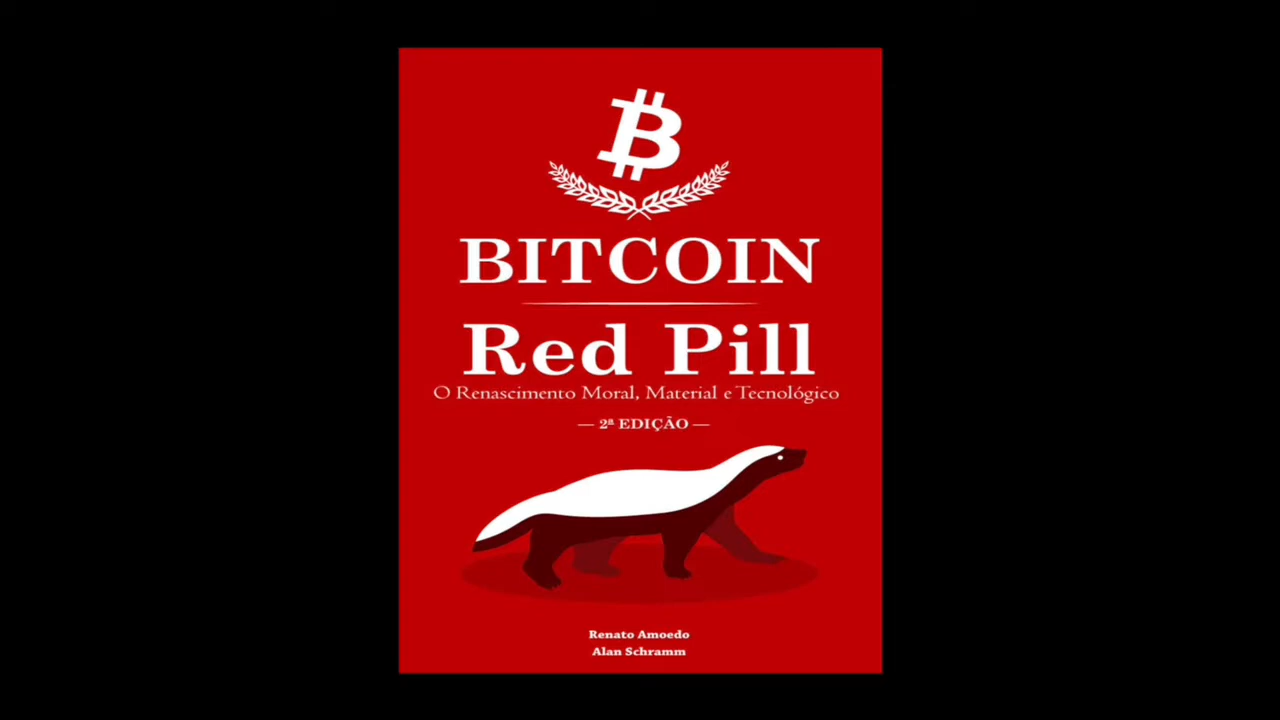 BITCOIN
Red Pill
O Renascimento Moral, Material e Tecnológico
— 2ª EDIÇÃO —
Renato Amoedo
Alan Schramm